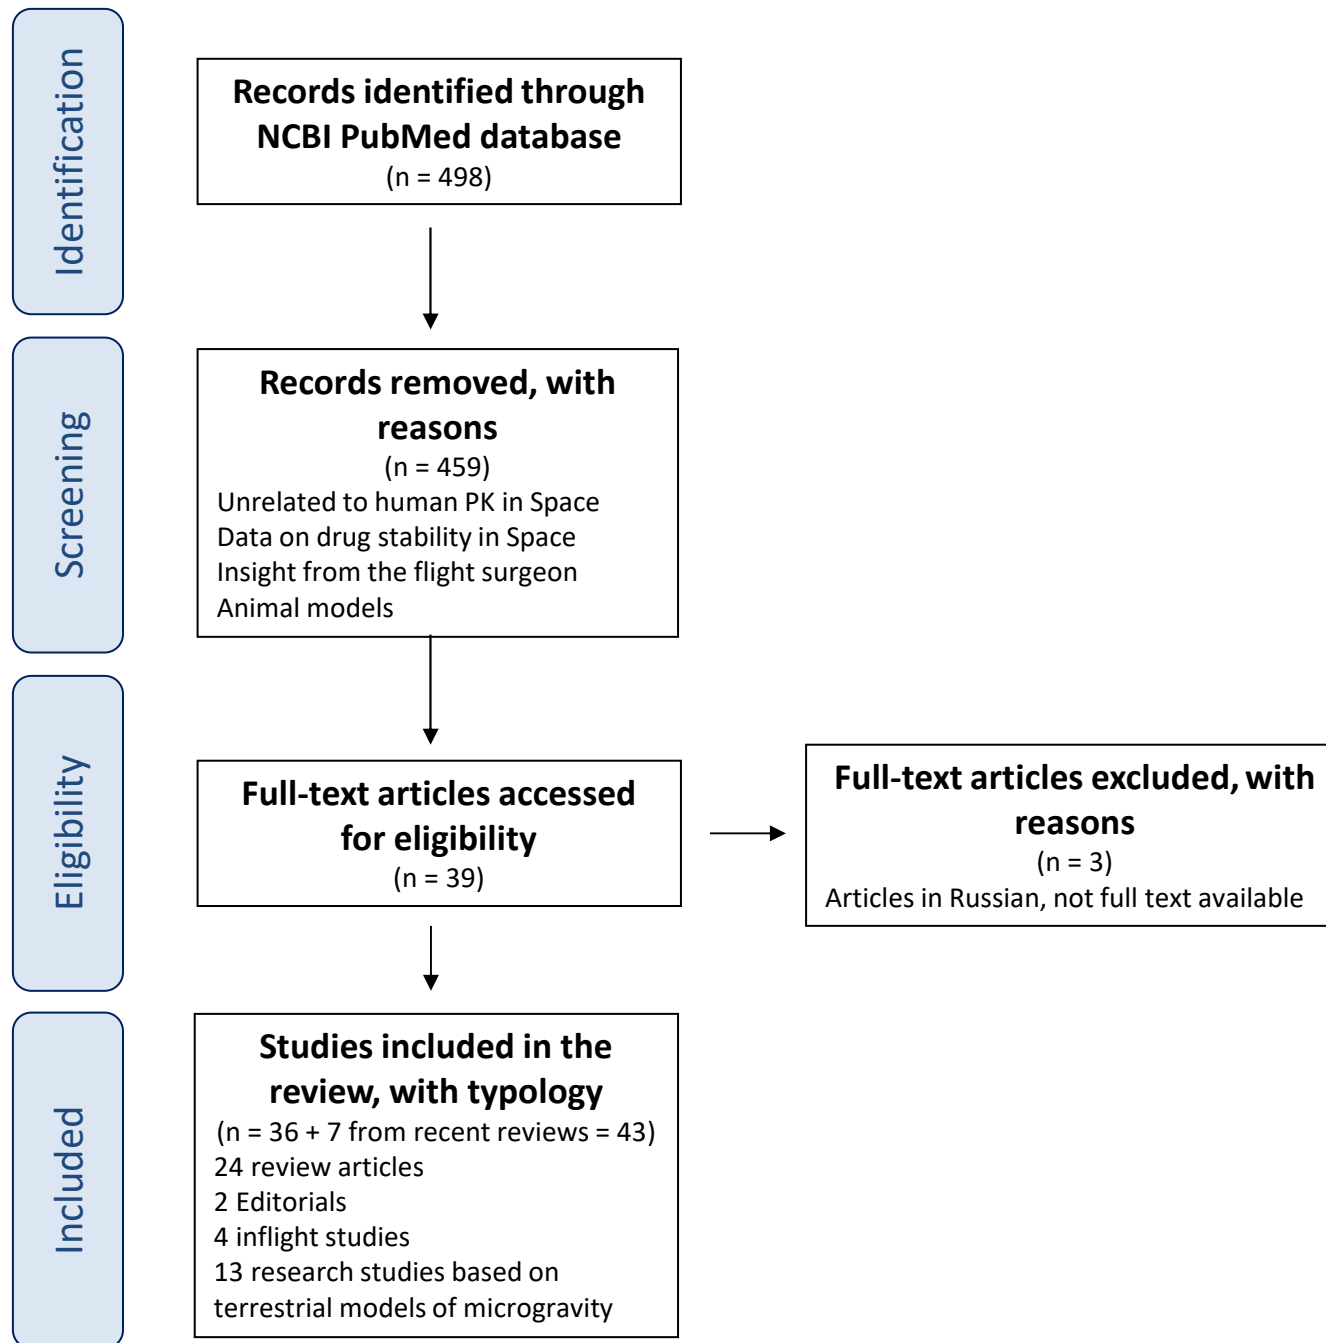 Identification
Records identified through
NCBI PubMed database
(n = 498)
Screening
Records removed, with
reasons
(n = 459)
Unrelated to human PK in Space
Data on drug stability in Space
Insight from the flight surgeon
Animal models
Eligibility
Full-text articles accessed
for eligibility
(n = 39)
Full-text articles excluded, with
reasons
(n = 3)
Articles in Russian, not full text available
Included
Studies included in the
review, with typology
(n = 36 + 7 from recent reviews = 43)
24 review articles
2 Editorials
4 inflight studies
13 research studies based on
terrestrial models of microgravity